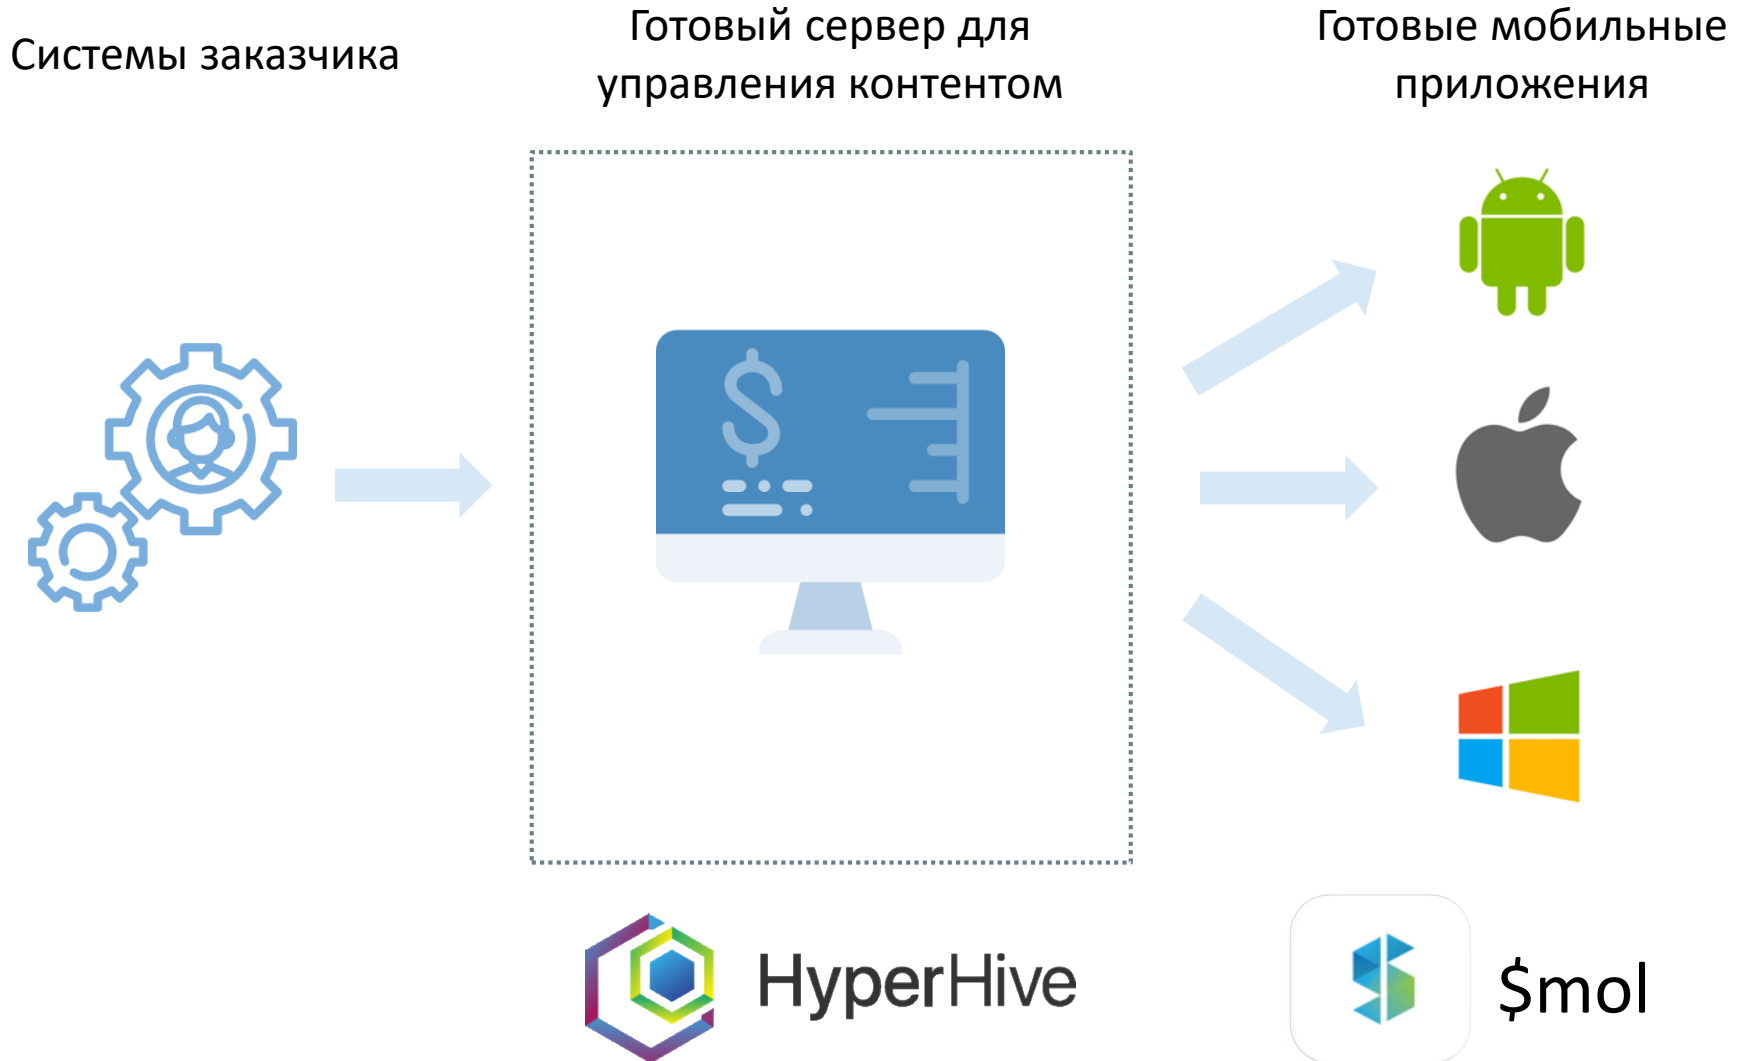 Системы заказчика
Готовый сервер для
управления контентом
Готовые мобильные
приложения
HyperHive
$mol